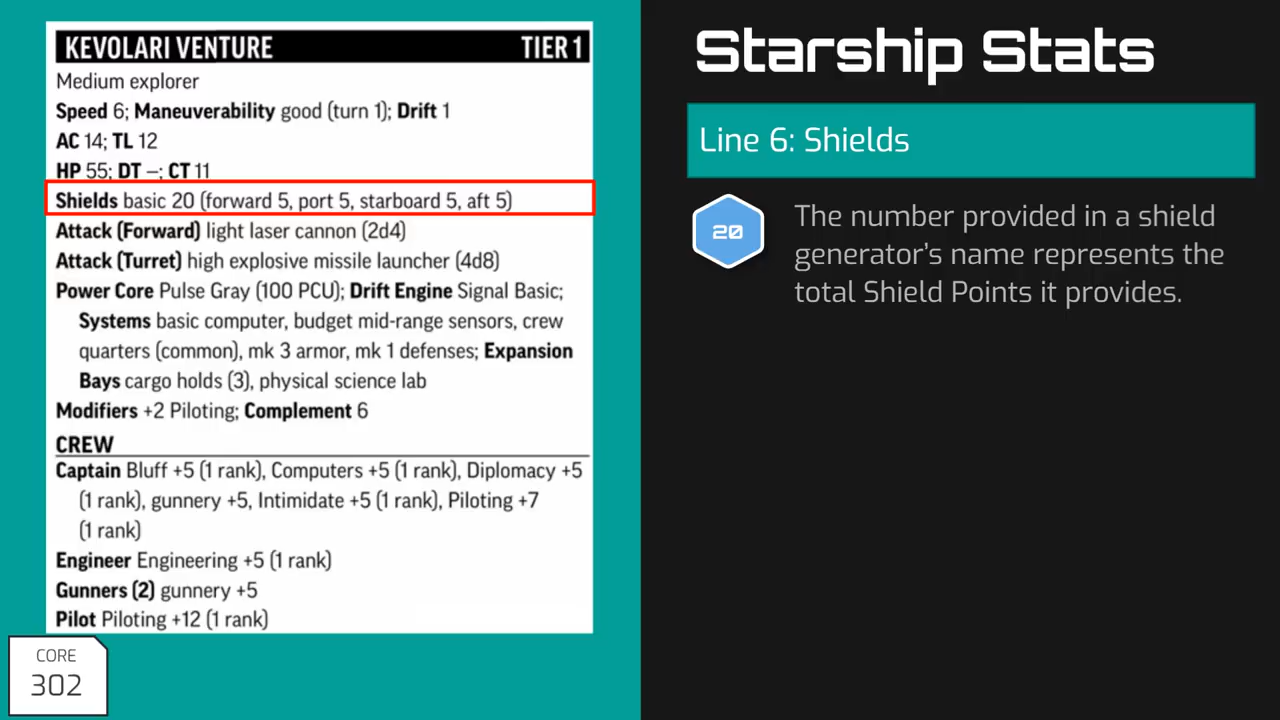 KEVOLARI VENTURE TIER 1
Medium explorer
Speed 6; Maneuverability good (turn 1); Drift 1
AC 14; TL 12
HP 55; DT –; CT 11
Shields basic 20 (forward 5, port 5, starboard 5, aft 5)
Attack (Forward) light laser cannon (2d4)
Attack (Turret) high explosive missile launcher (4d8)
Power Core Pulse Gray (100 PCU); Drift Engine Signal Basic;
Systems basic computer, budget mid-range sensors, crew
quarters (common), mk 3 armor, mk 1 defenses; Expansion
Bays cargo holds (3), physical science lab
Modifiers +2 Piloting; Complement 6
CREW
Captain Bluff +5 (1 rank), Computers +5 (1 rank), Diplomacy +5
(1 rank), gunnery +5, Intimidate +5 (1 rank), Piloting +7
(1 rank)
Engineer Engineering +5 (1 rank)
Gunners (2) gunnery +5
Pilot Piloting +12 (1 rank)
CORE
302
Starship Stats
Line 6: Shields
20
The number provided in a shield
generator's name represents the
total Shield Points it provides.